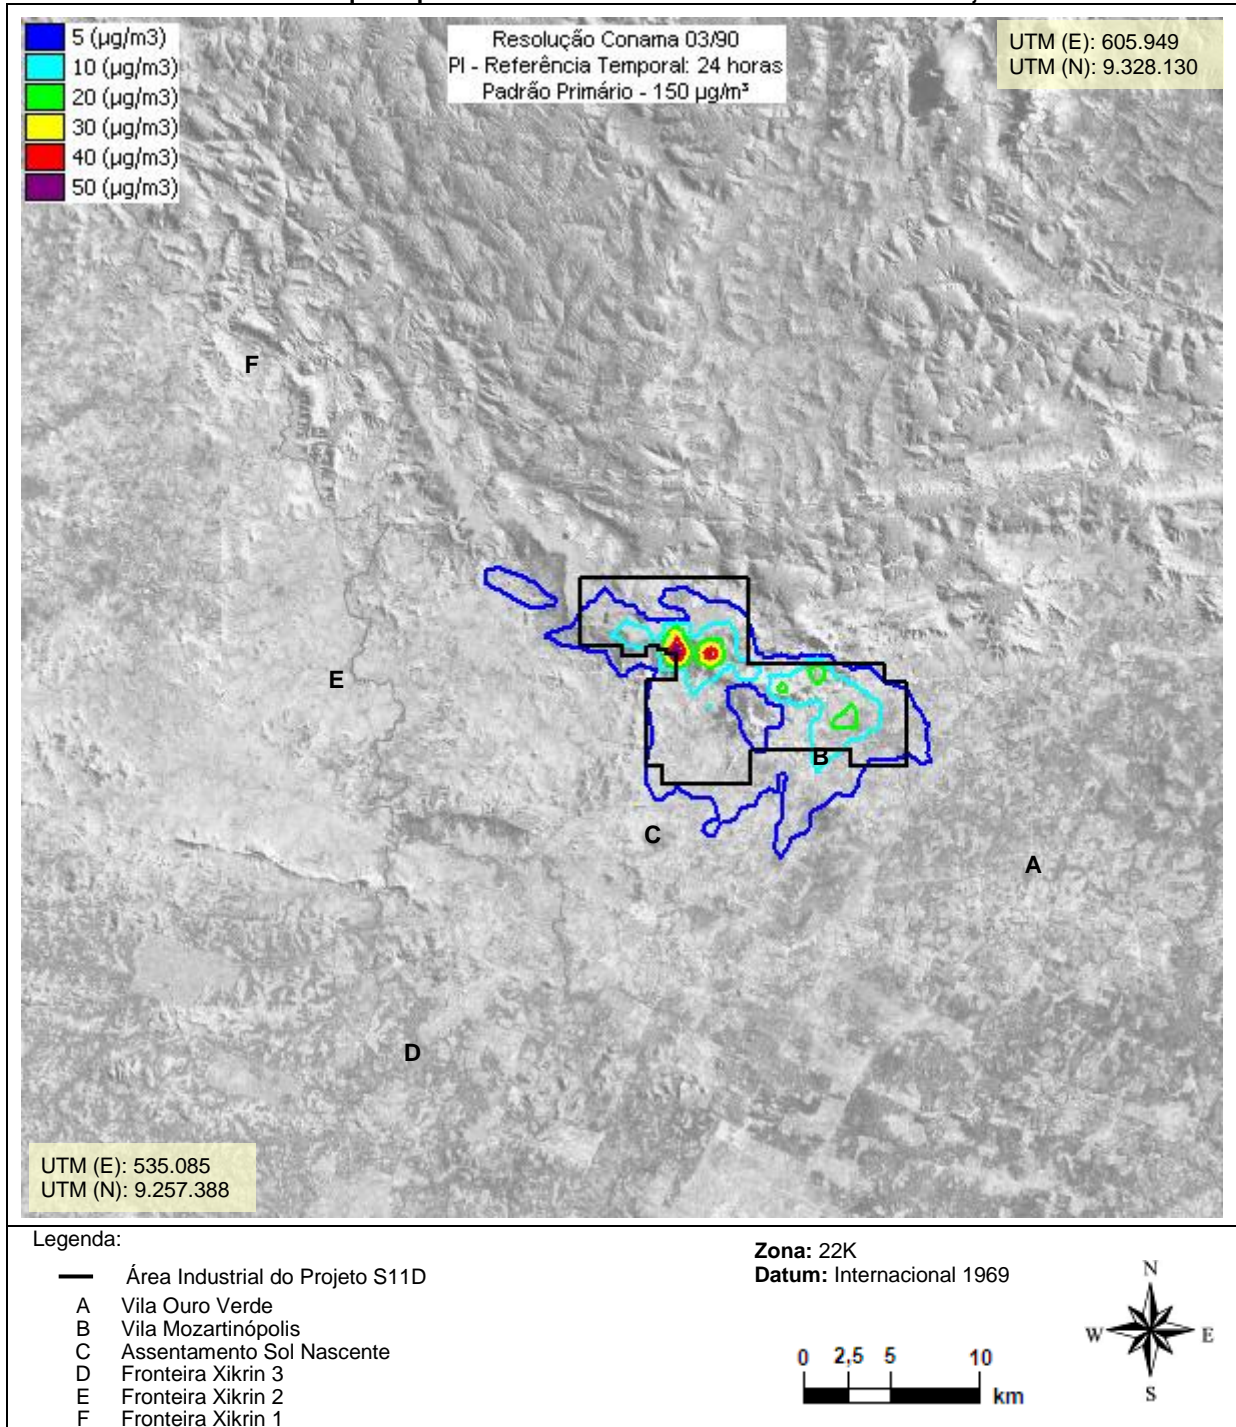 5 (µg/m3)
10 (µg/m3)
20 (µg/m3)
30 (µg/m3)
40 (µg/m3)
50 (µg/m3)
Resolução Conama 03/90
PI - Referência Temporal: 24 horas
Padrão Primário - 150 µg/m³
UTM (E): 605.949
UTM (N): 9.328.130
F
E
B
C
A
D
UTM (E): 535.085
UTM (N): 9.257.388
Legenda:
Área Industrial do Projeto S11D
A Vila Ouro Verde
B Vila Mozartinópolis
C Assentamento Sol Nascente
D Fronteira Xikrin 3
E Fronteira Xikrin 2
F Fronteira Xikrin 1
Zona: 22K
Datum: Internacional 1969
0 2,5 5 10
km
N
W E
S